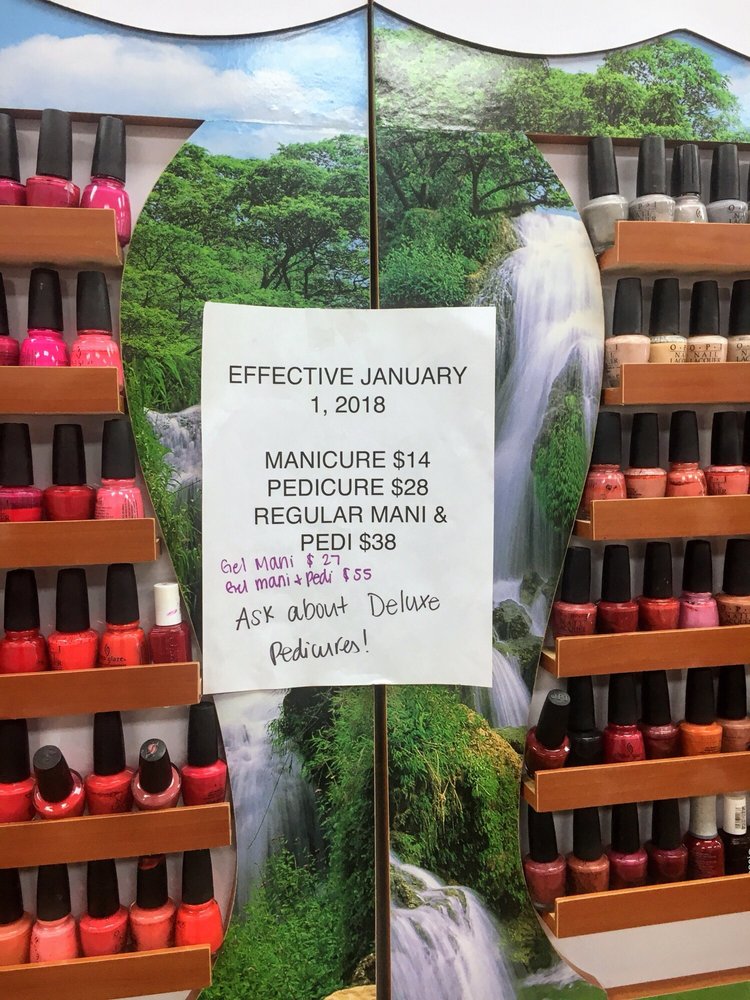 EFFECTIVE JANUARY
1, 2018
MANICURE $14
PEDICURE $28
REGULAR MANI &
PEDI $38
Gel Mani $27
Gel mani + Pedi $55
Ask about Deluxe
Pedicures!
O·P·I
O·P·I